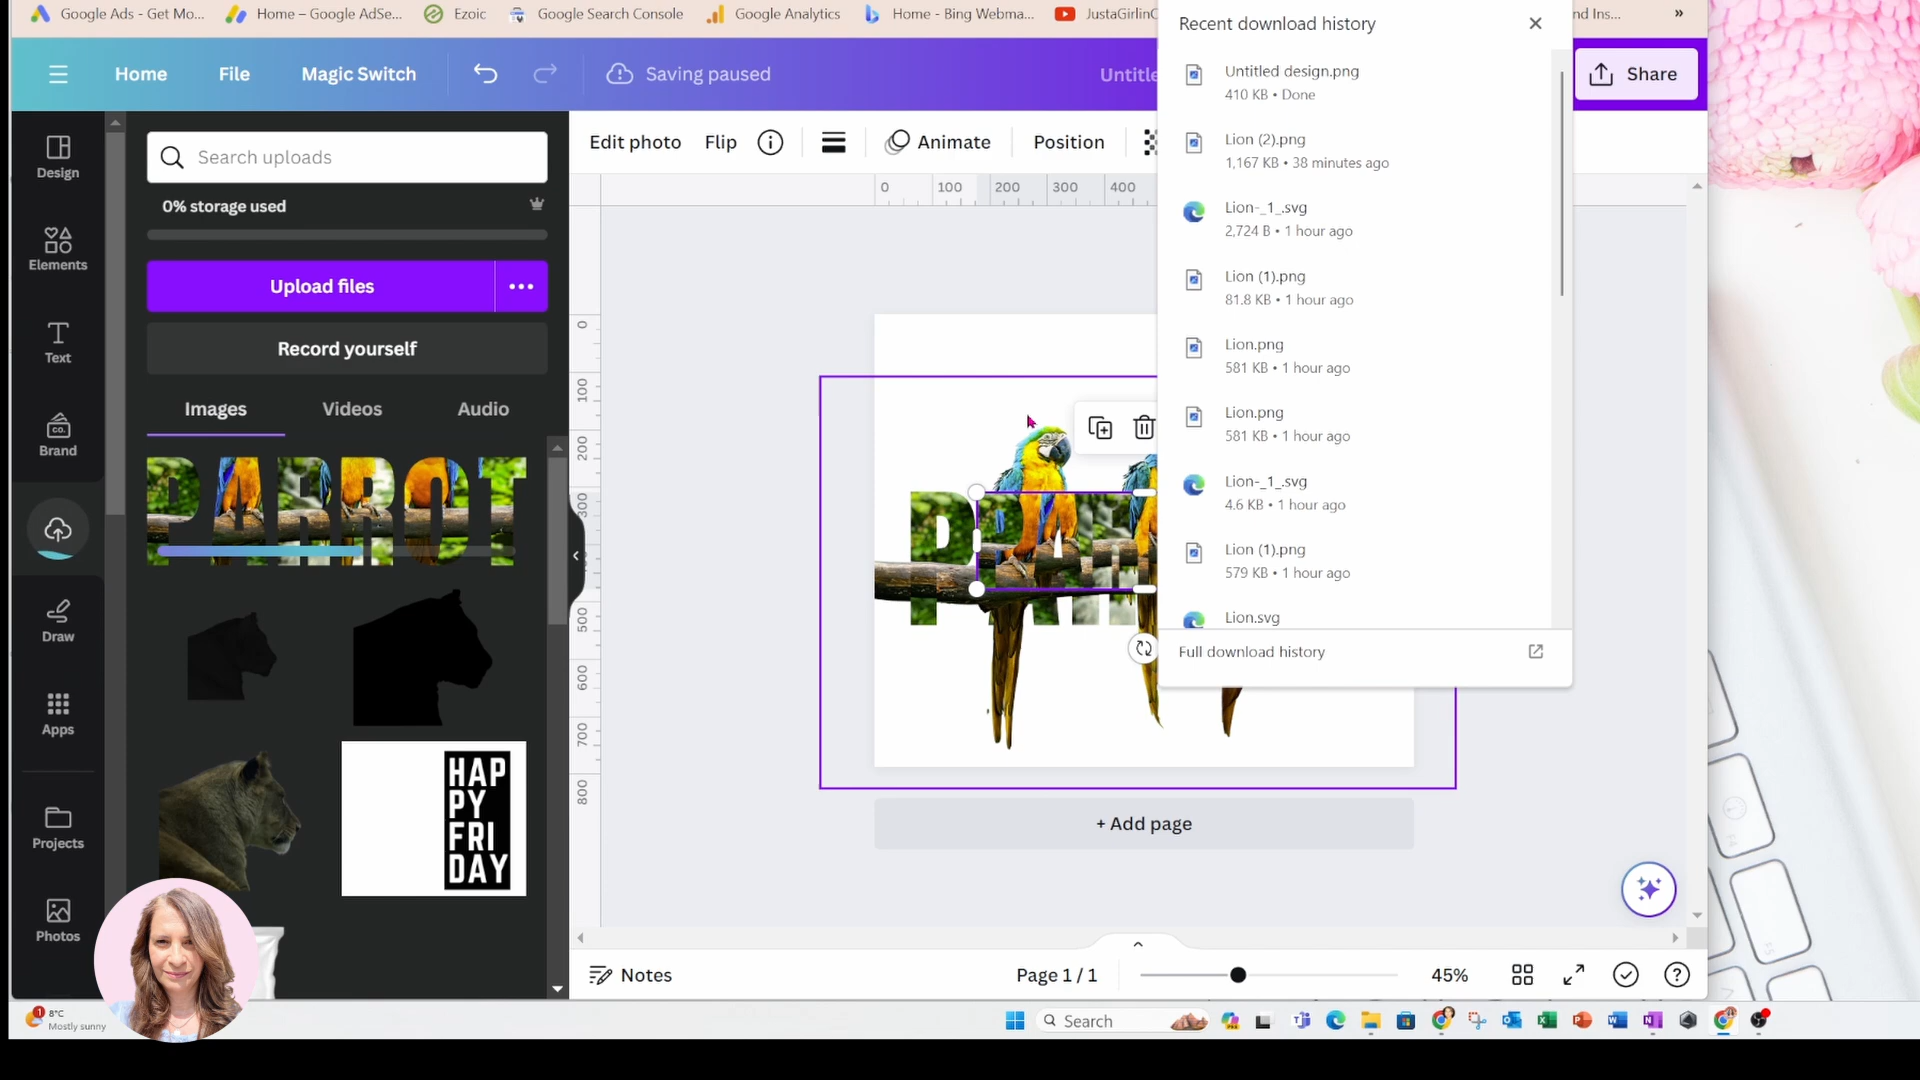 Google Ads - Get Mo...
Home – Google AdSe...
Ezoic
Google Search Console
Google Analytics
Home - Bing Webma...
JustaGirlinC
nd Ins...
»
Recent download history
Untitled design.png
410 KB • Done
Lion (2).png
1,167 KB • 38 minutes ago
Lion-_1_.svg
2,724 B • 1 hour ago
Lion (1).png
81.8 KB • 1 hour ago
Lion.png
581 KB • 1 hour ago
Lion.png
581 KB • 1 hour ago
Lion-_1_.svg
4.6 KB • 1 hour ago
Lion (1).png
579 KB • 1 hour ago
Lion.svg
Full download history
Home
File
Magic Switch
Saving paused
Untitle
Share
Design
Elements
Text
Brand
Draw
Apps
Projects
Photos
Search uploads
0% storage used
Upload files
Record yourself
Images
Videos
Audio
PARROT
HAP
PY
FRI
DAY
Edit photo
Flip
Animate
Position
0 100 200 300 400
0
100
200
300
500
600
700
800
+ Add page
Notes
Page 1 / 1
45%
8°C
Mostly sunny
Search